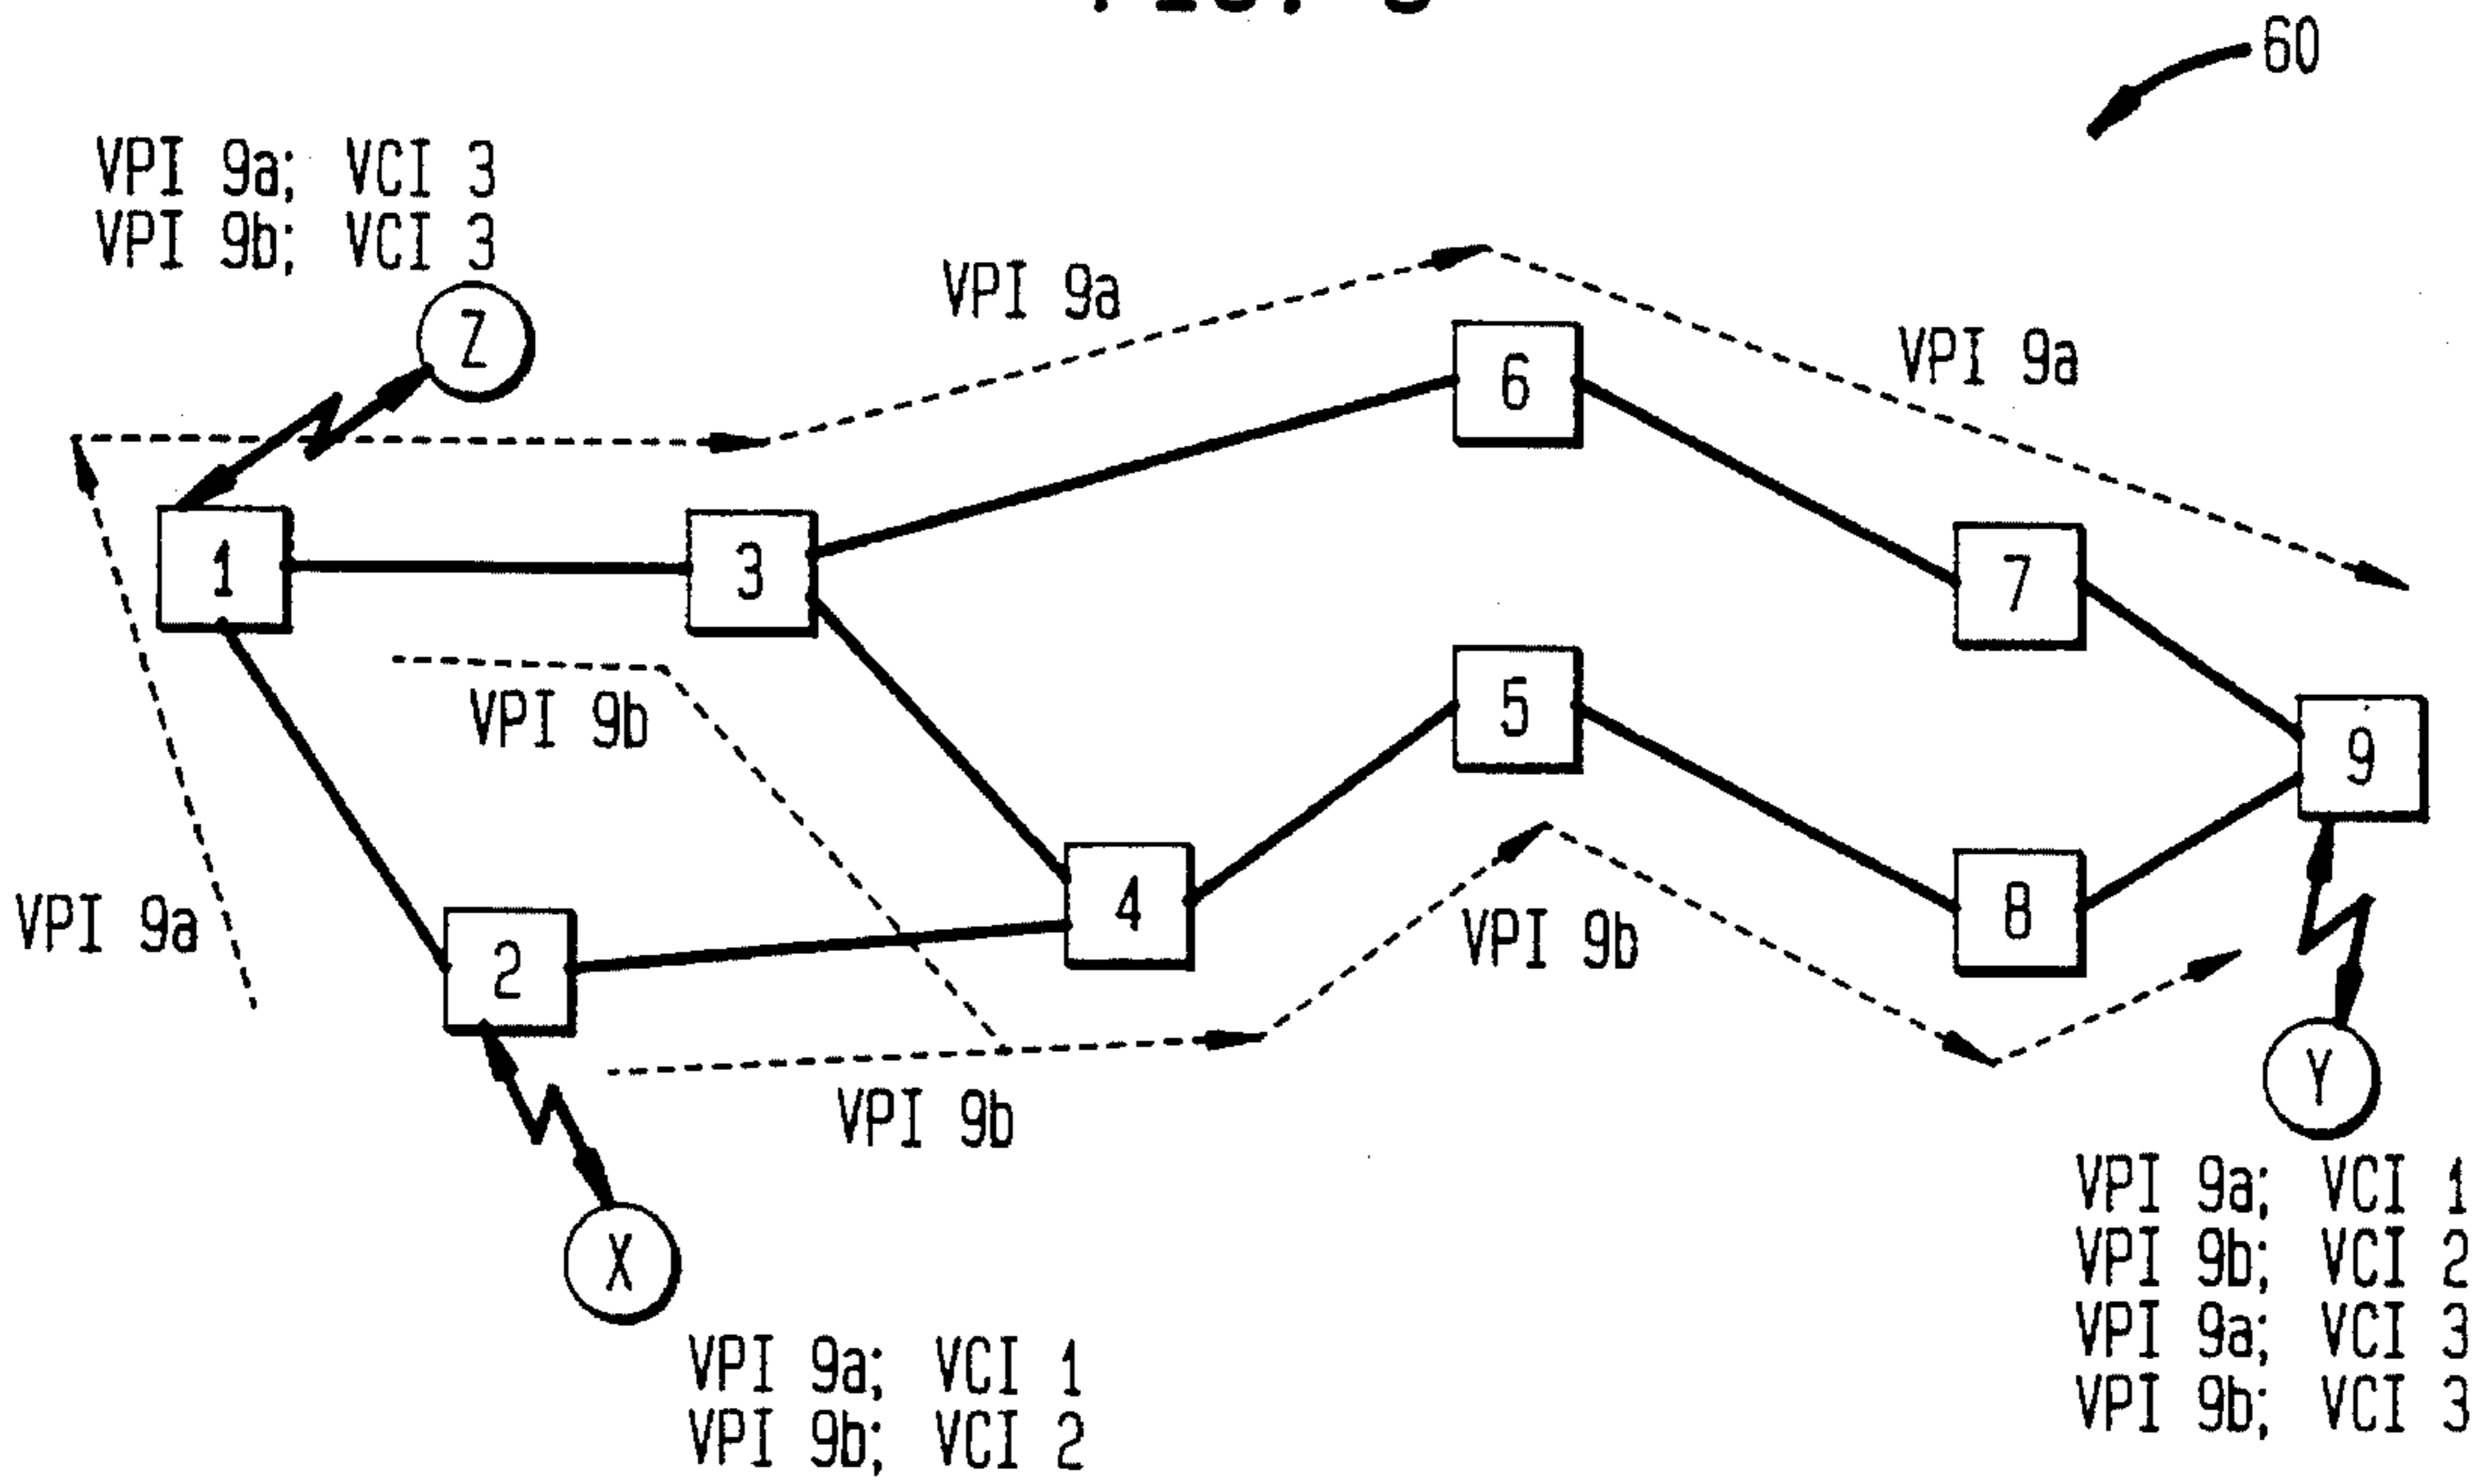 60
VPI 9a; VCI 3
VPI 9b; VCI 3
Z
VPI 9a
VPI 9a
6
1
3
7
VPI 9b
5
9
VPI 9a
4
2
VPI 9b
8
VPI 9b
Y
X
VPI 9a; VCI 1
VPI 9b; VCI 2
VPI 9a; VCI 3
VPI 9b; VCI 3
VPI 9a; VCI 1
VPI 9b; VCI 2